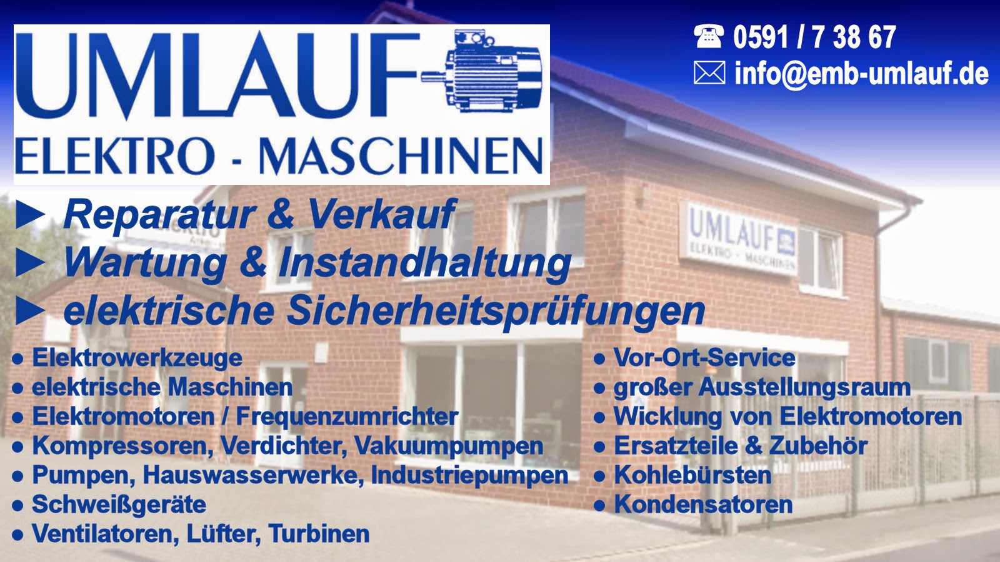 UMLAUF
ELEKTRO - MASCHINEN
☎ 0591 / 7 38 67
✉ info@emb-umlauf.de
► Reparatur & Verkauf
► Wartung & Instandhaltung
► elektrische Sicherheitsprüfungen
● Elektrowerkzeuge
● elektrische Maschinen
● Elektromotoren / Frequenzumrichter
● Kompressoren, Verdichter, Vakuumpumpen
● Pumpen, Hauswasserwerke, Industriepumpen
● Schweißgeräte
● Ventilatoren, Lüfter, Turbinen
● Vor-Ort-Service
● großer Ausstellungsraum
● Wicklung von Elektromotoren
● Ersatzteile & Zubehör
● Kohlebürsten
● Kondensatoren
UMLAUF
ELEKTRO - MASCHINEN
Elektro